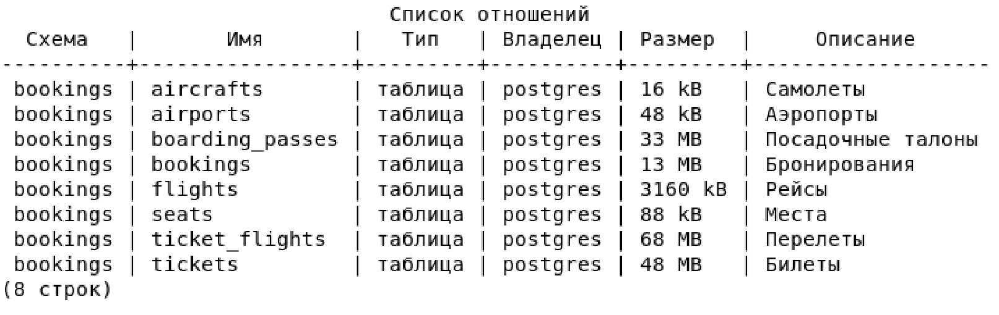 Список отношений
Схема | Имя | Тип | Владелец | Размер | Описание
----------+-----------------+---------+----------+---------+-------------------
bookings | aircrafts | таблица | postgres | 16 kB | Самолеты
bookings | airports | таблица | postgres | 48 kB | Аэропорты
bookings | boarding_passes | таблица | postgres | 33 MB | Посадочные талоны
bookings | bookings | таблица | postgres | 13 MB | Бронирования
bookings | flights | таблица | postgres | 3160 kB | Рейсы
bookings | seats | таблица | postgres | 88 kB | Места
bookings | ticket_flights | таблица | postgres | 68 MB | Перелеты
bookings | tickets | таблица | postgres | 48 MB | Билеты
(8 строк)